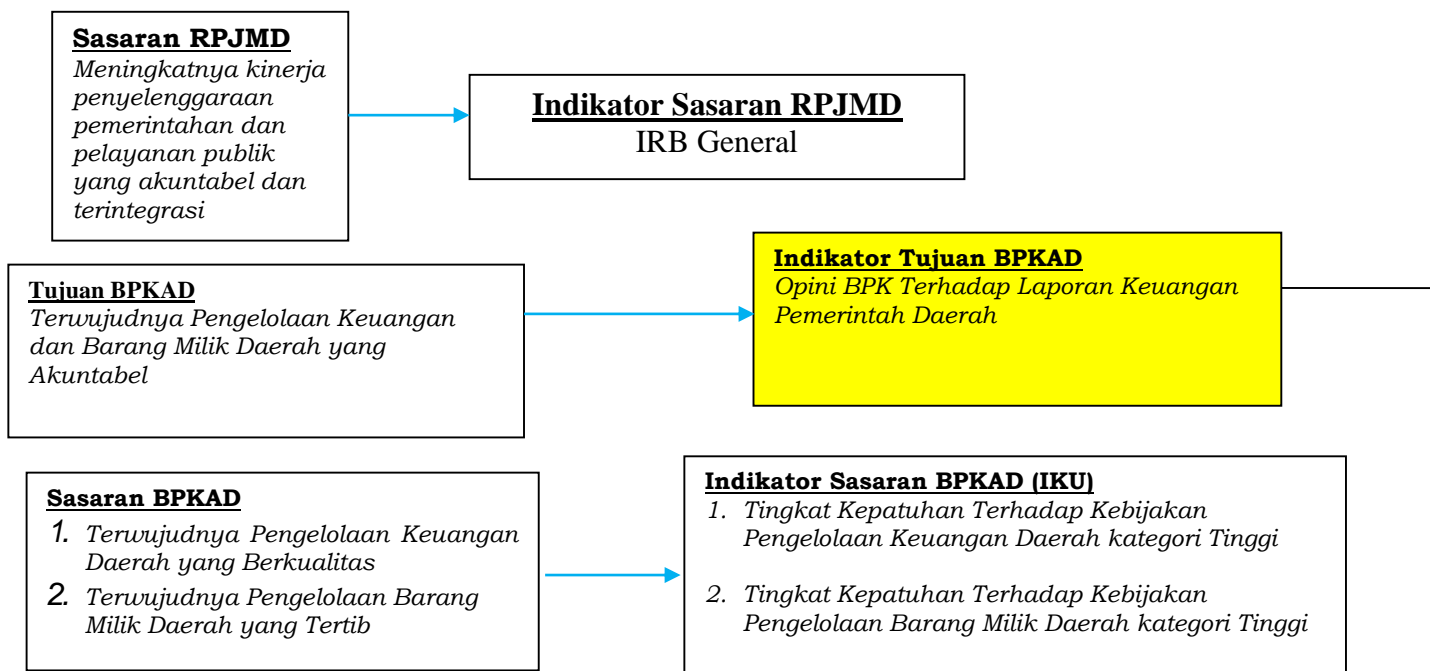 Sasaran RPJMD
Meningkatnya kinerja
penyelenggaraan
pemerintahan dan
pelayanan publik
yang akuntabel dan
terintegrasi
Indikator Sasaran RPJMD
IRB General
Tujuan BPKAD
Terwujudnya Pengelolaan Keuangan
dan Barang Milik Daerah yang
Akuntabel
Indikator Tujuan BPKAD
Opini BPK Terhadap Laporan Keuangan
Pemerintah Daerah
Sasaran BPKAD
1. Terwujudnya Pengelolaan Keuangan
Daerah yang Berkualitas
2. Terwujudnya Pengelolaan Barang
Milik Daerah yang Tertib
Indikator Sasaran BPKAD (IKU)
1. Tingkat Kepatuhan Terhadap Kebijakan
Pengelolaan Keuangan Daerah kategori Tinggi
2. Tingkat Kepatuhan Terhadap Kebijakan
Pengelolaan Barang Milik Daerah kategori Tinggi